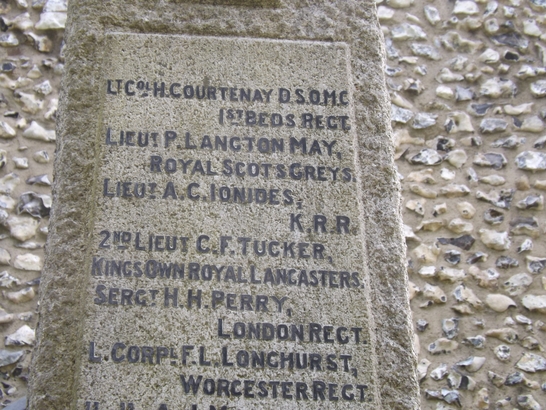 LT COL H. COURTENAY D.S.O. M.C.
1ST BEDS REGT.
LIEUT P. LANGTON MAY,
ROYAL SCOTS GREYS.
LIEUT A.C. IONIDES,
K.R.R.
2ND LIEUT C.F. TUCKER,
KINGS OWN ROYAL LANCASTERS.
SERGT H.H. PERRY,
LONDON REGT.
L. CORPL F.L. LONGHURST,
WORCESTER REGT.